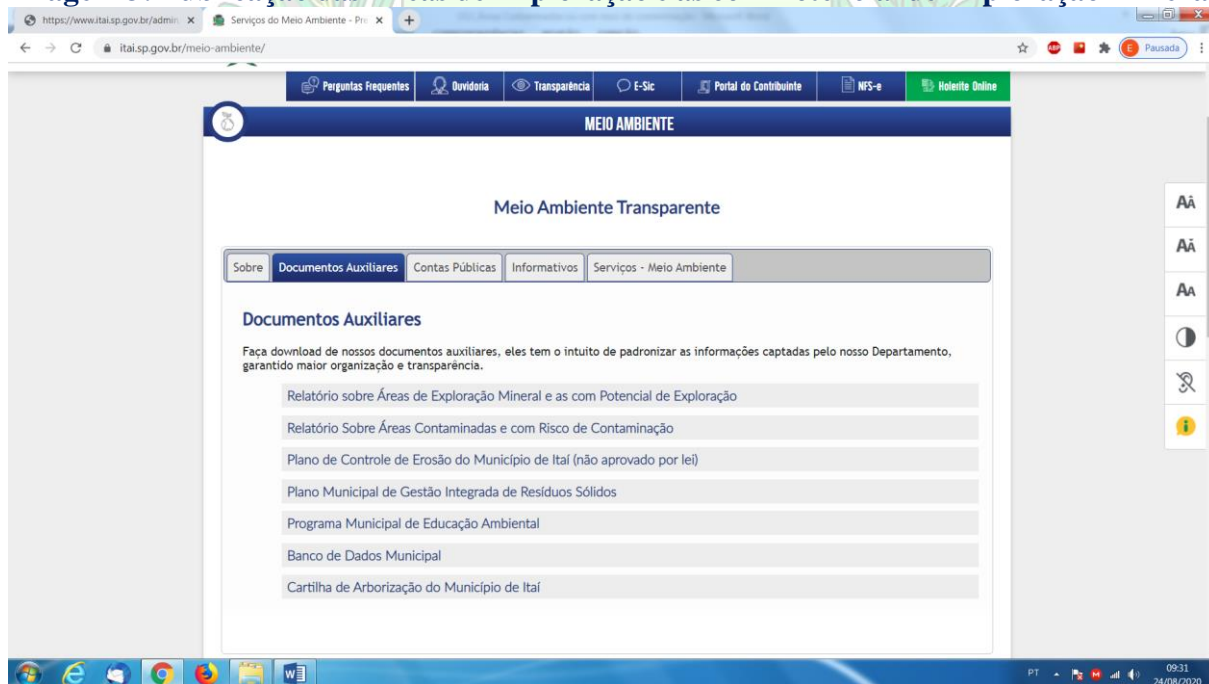 https://www.itai.sp.gov.br/admin
Serviços do Meio Ambiente - Pre
itai.sp.gov.br/meio-ambiente/
ABP
E
Pausada
Perguntas Frequentes
Ouvidoria
Transparência
E-Sic
Portal do Contribuinte
NFS-e
Holerite Online
MEIO AMBIENTE
Meio Ambiente Transparente
Sobre
Documentos Auxiliares
Contas Públicas
Informativos
Serviços - Meio Ambiente
Documentos Auxiliares
Faça download de nossos documentos auxiliares, eles tem o intuito de padronizar as informações captadas pelo nosso Departamento,
garantido maior organização e transparência.
Relatório sobre Áreas de Exploração Mineral e as com Potencial de Exploração
Relatório Sobre Áreas Contaminadas e com Risco de Contaminação
Plano de Controle de Erosão do Município de Itaí (não aprovado por lei)
Plano Municipal de Gestão Integrada de Resíduos Sólidos
Programa Municipal de Educação Ambiental
Banco de Dados Municipal
Cartilha de Arborização do Município de Itaí
PT
09:31
24/08/2020